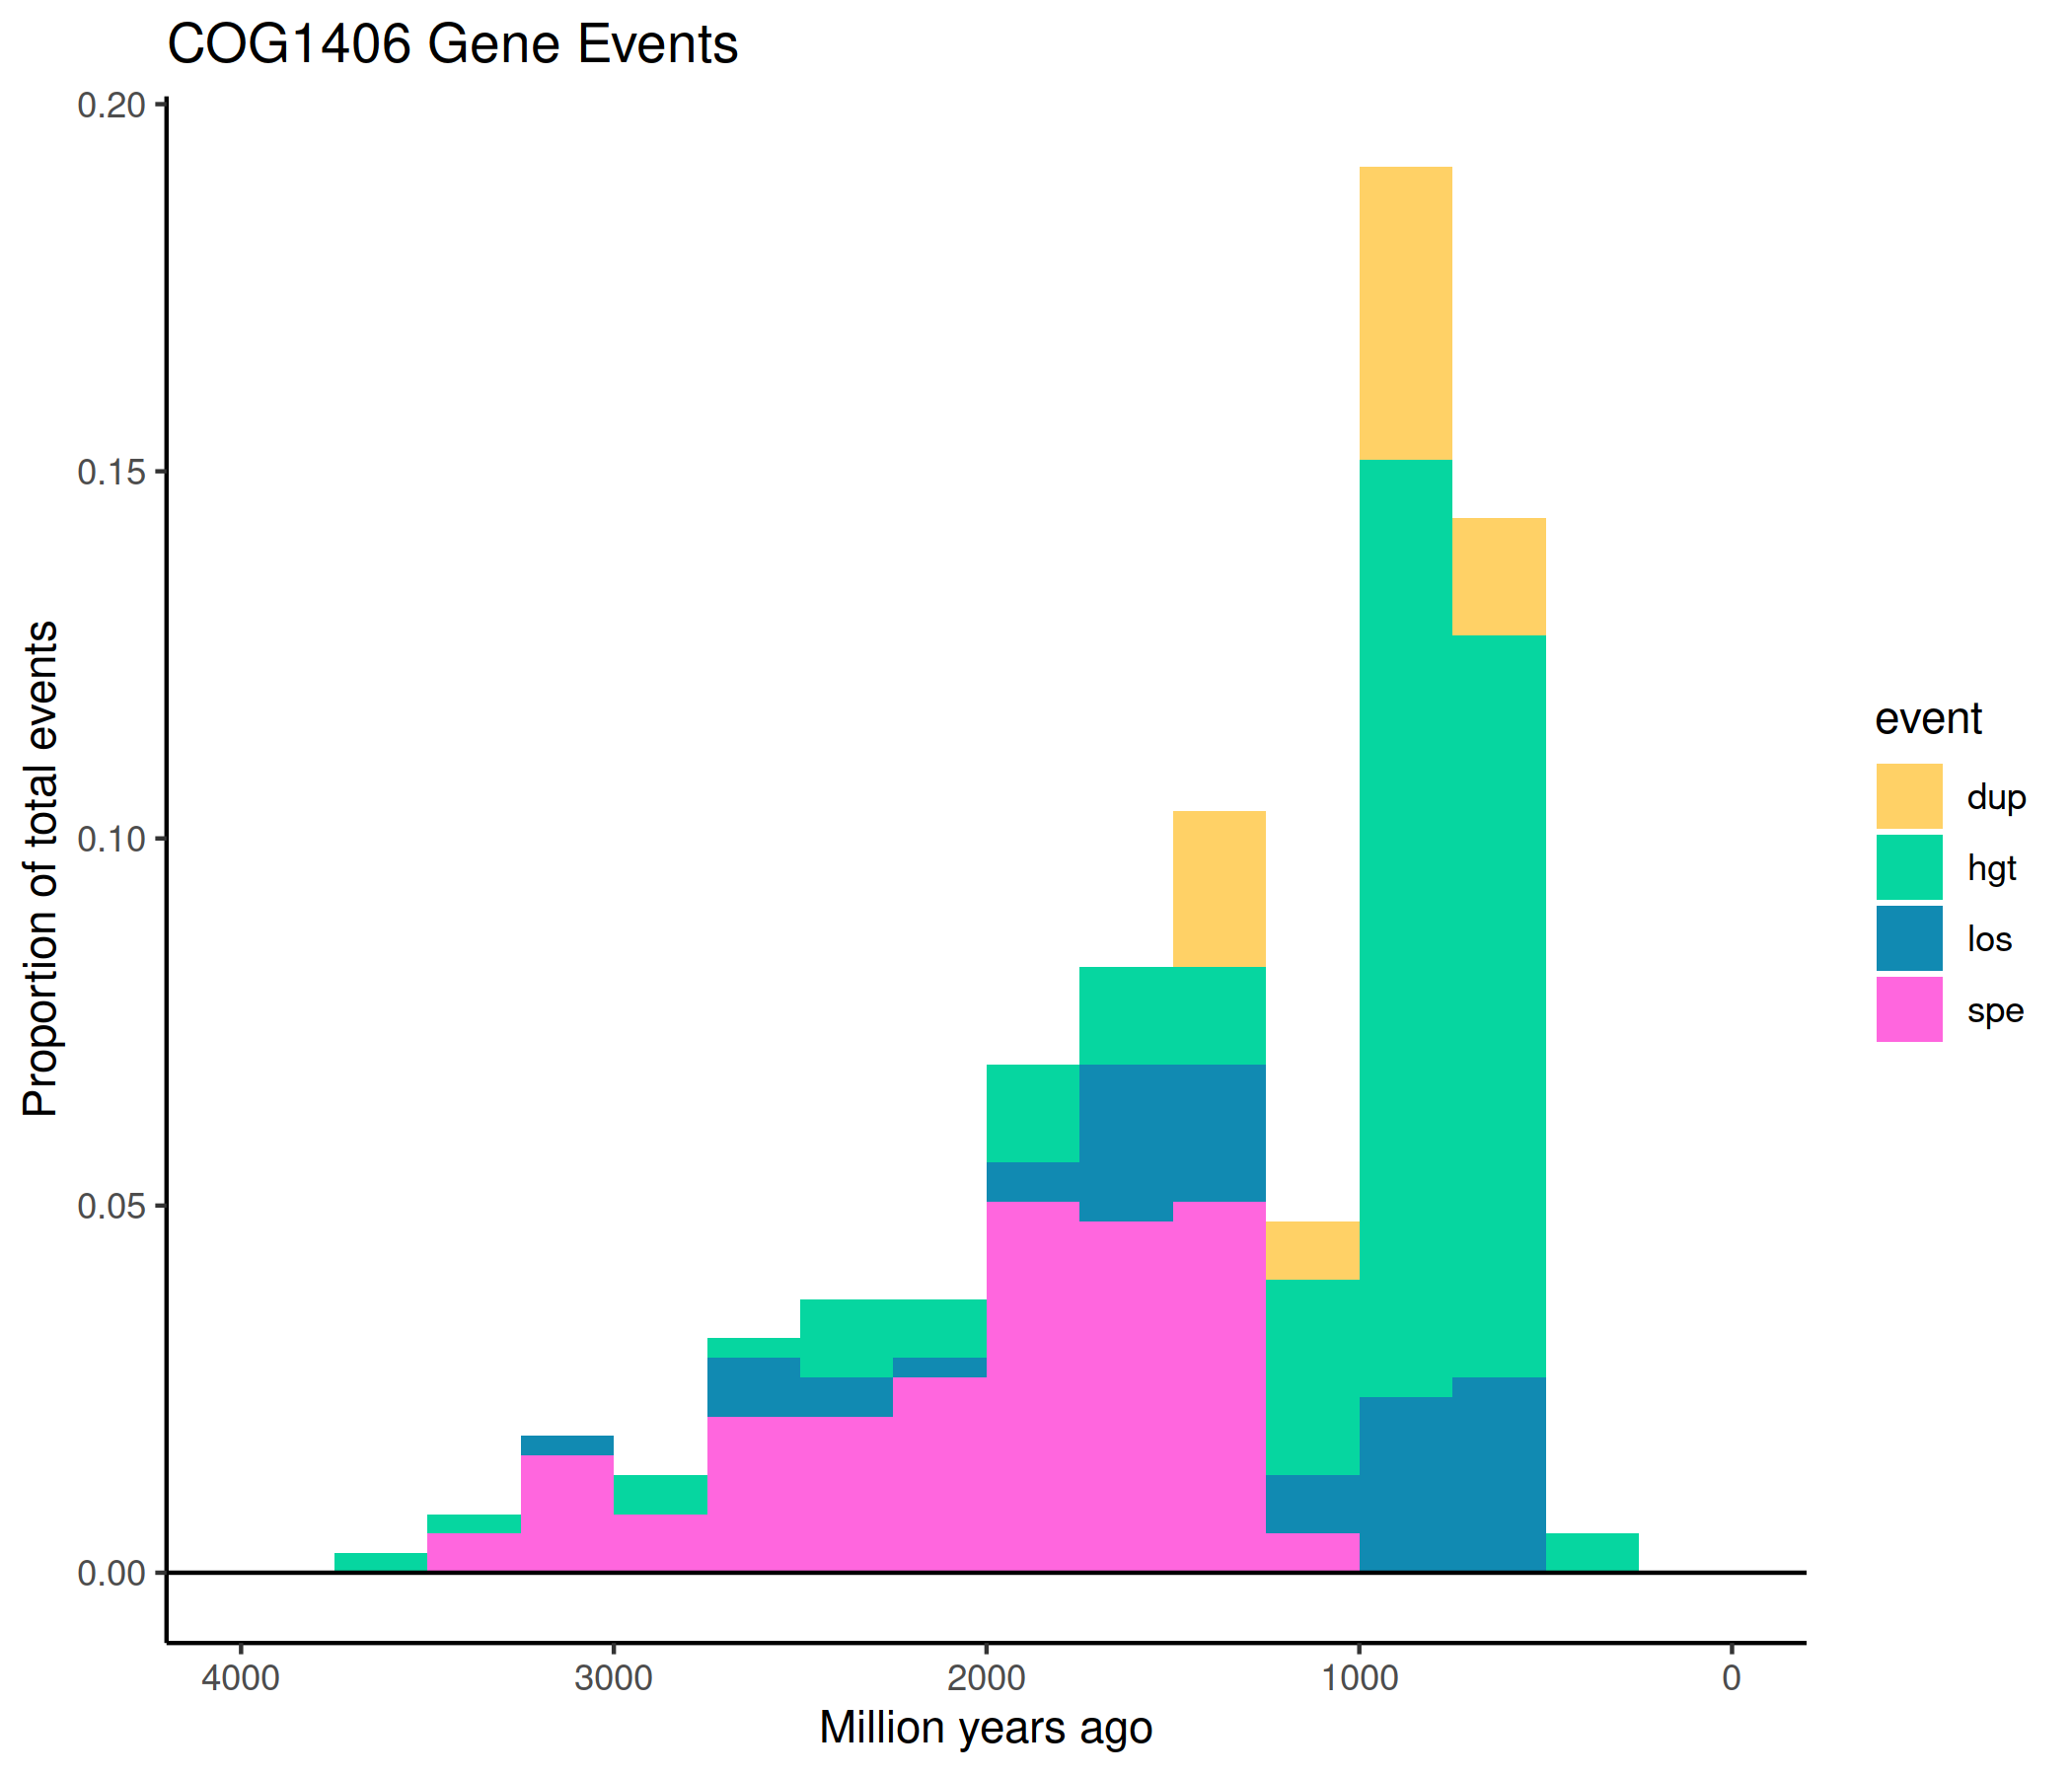 COG1406 Gene Events
0.20
0.15
0.10
0.05
0.00
Proportion of total events
4000 3000 2000 1000 0
Million years ago
event
dup
hgt
los
spe